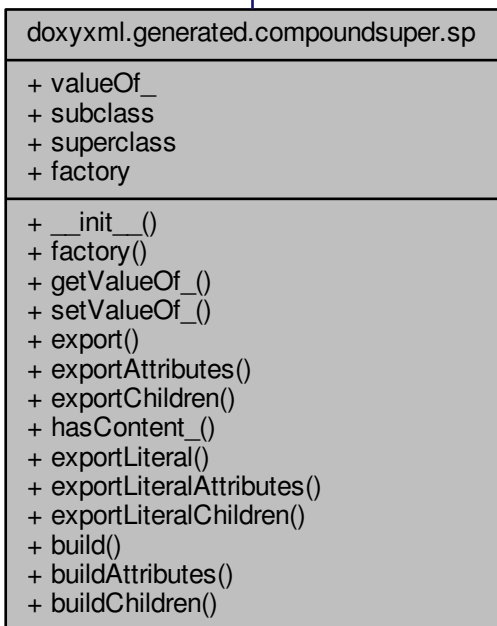 doxyxml.generated.compoundsuper.sp
+ valueOf_
+ subclass
+ superclass
+ factory
+ __init__()
+ factory()
+ getValueOf_()
+ setValueOf_()
+ export()
+ exportAttributes()
+ exportChildren()
+ hasContent_()
+ exportLiteral()
+ exportLiteralAttributes()
+ exportLiteralChildren()
+ build()
+ buildAttributes()
+ buildChildren()